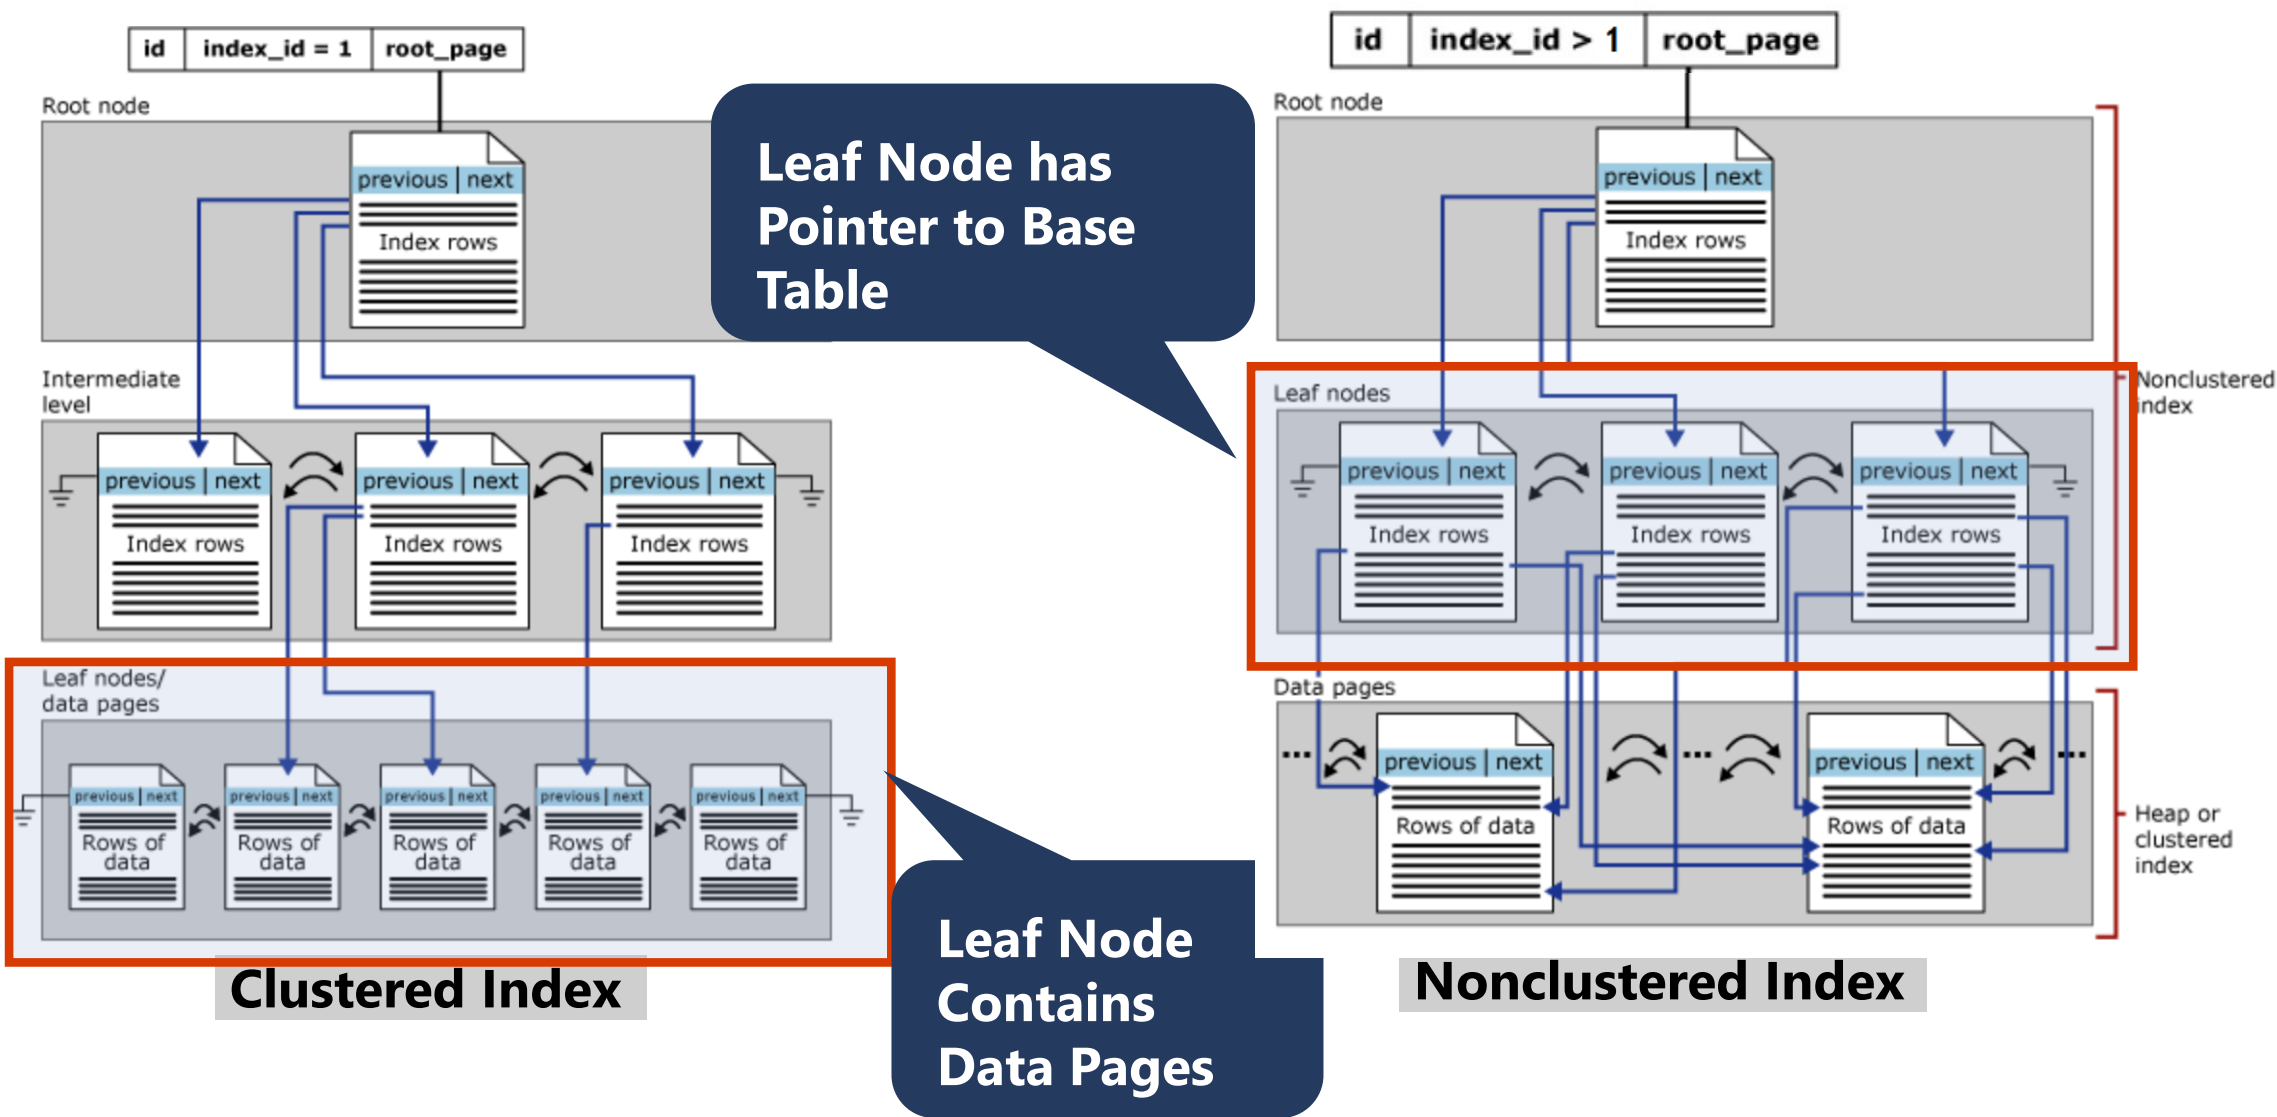 id index_id = 1 root_page
Root node
previous next
Index rows
Intermediate
level
previous next previous next previous next
Index rows Index rows Index rows
Leaf nodes/
data pages
previous next previous next previous next previous next previous next
Rows of Rows of Rows of Rows of Rows of
data data data data data
Clustered Index
Leaf Node has
Pointer to Base
Table
Leaf Node
Contains
Data Pages
id index_id > 1 root_page
Root node
previous next
Index rows
Leaf nodes
previous next previous next previous next
Index rows Index rows Index rows
Nonclustered
index
Data pages
... ... ...
previous next previous next
Rows of data Rows of data
Heap or
clustered
index
Nonclustered Index